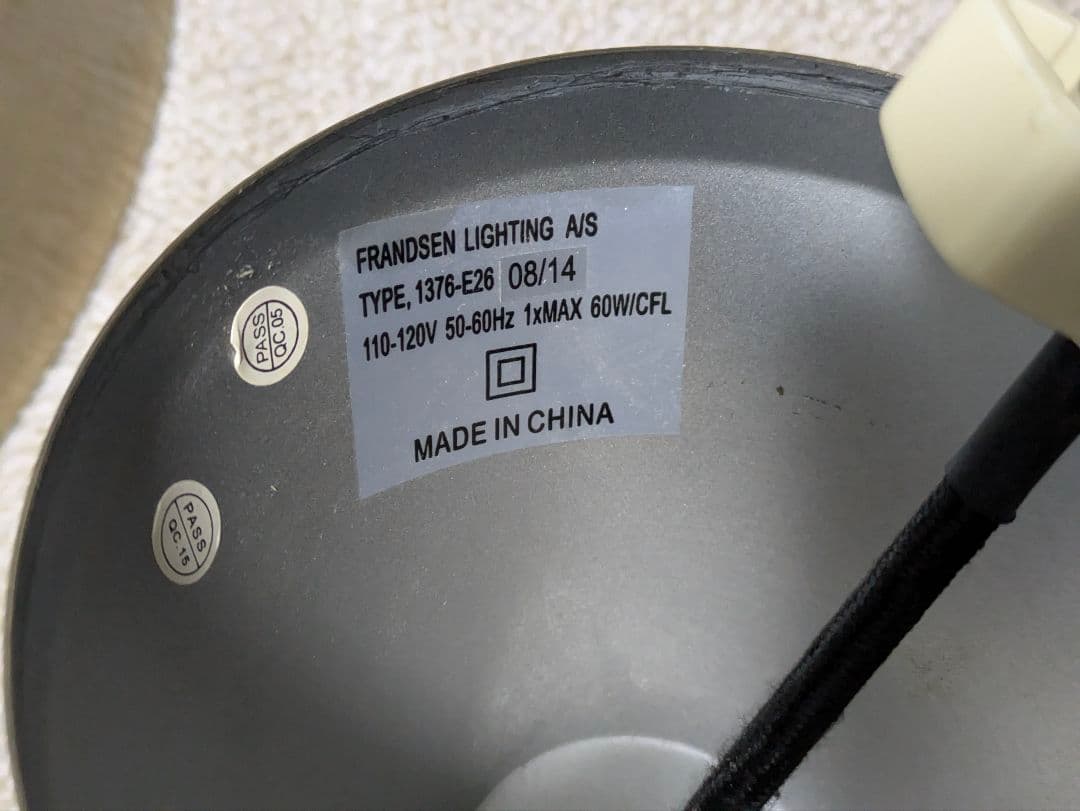 FRANDSEN LIGHTING A/S
TYPE, 1376-E26 08/14
110-120V 50-60Hz 1xMAX 60W/CFL
MADE IN CHINA
PASS
QC.05
PASS
QC.15